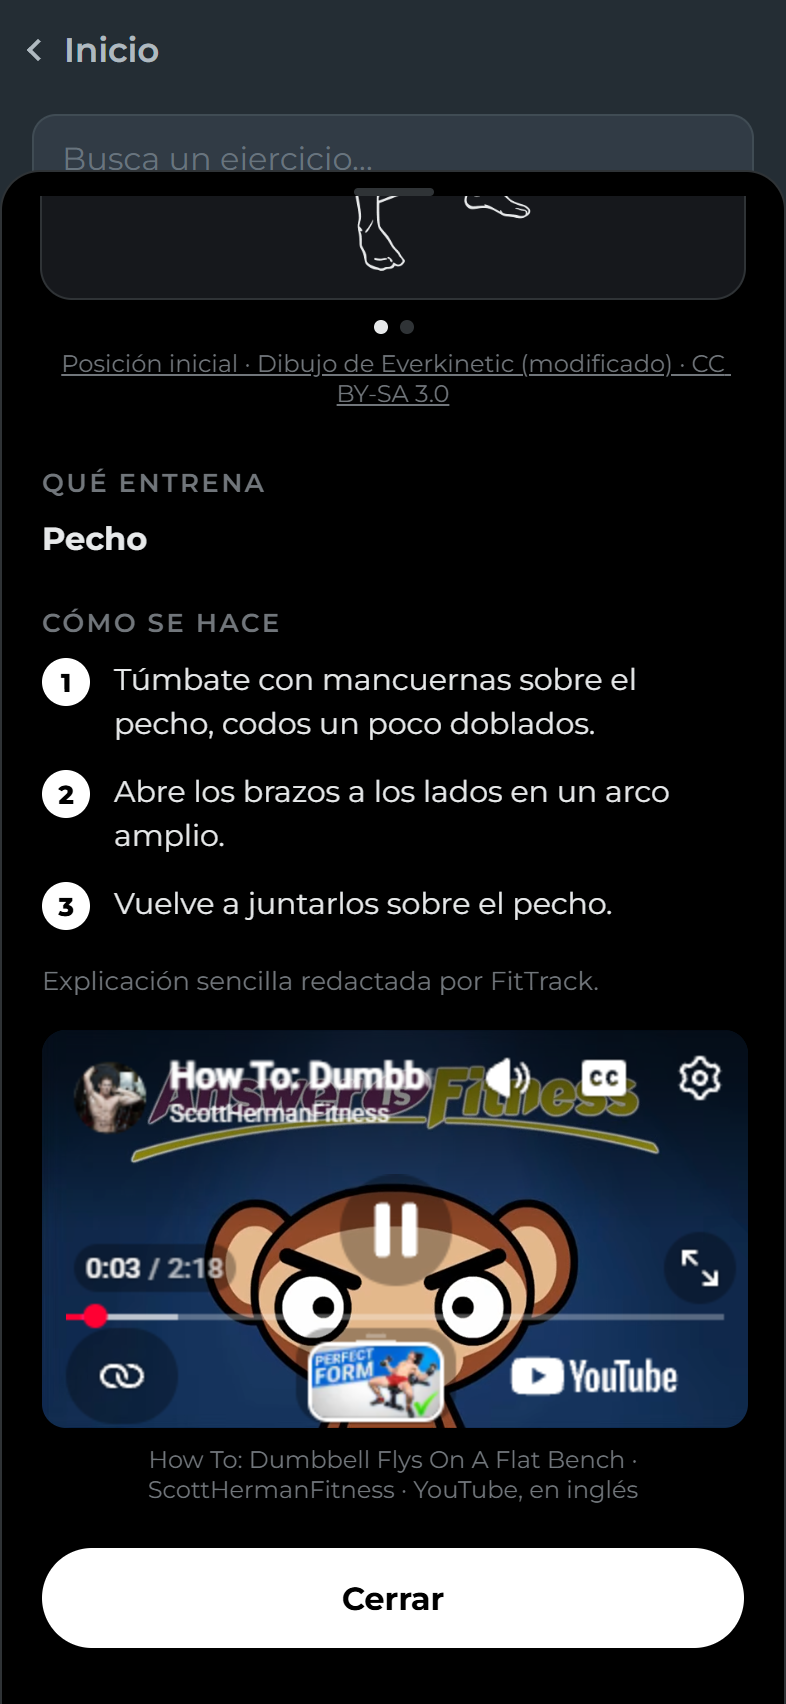 Inicio
Busca un ejercicio...
Posición inicial · Dibujo de Everkinetic (modificado) · CC
BY-SA 3.0
QUÉ ENTRENA
Pecho
CÓMO SE HACE
1 Túmbate con mancuernas sobre el
pecho, codos un poco doblados.
2 Abre los brazos a los lados en un arco
amplio.
3 Vuelve a juntarlos sobre el pecho.
Explicación sencilla redactada por FitTrack.
How To: Dumbb
CC
Answer is Fitness
ScottHermanFitness
0:03 / 2:18
PERFECT
FORM
YouTube
How To: Dumbbell Flys On A Flat Bench ·
ScottHermanFitness · YouTube, en inglés
Cerrar